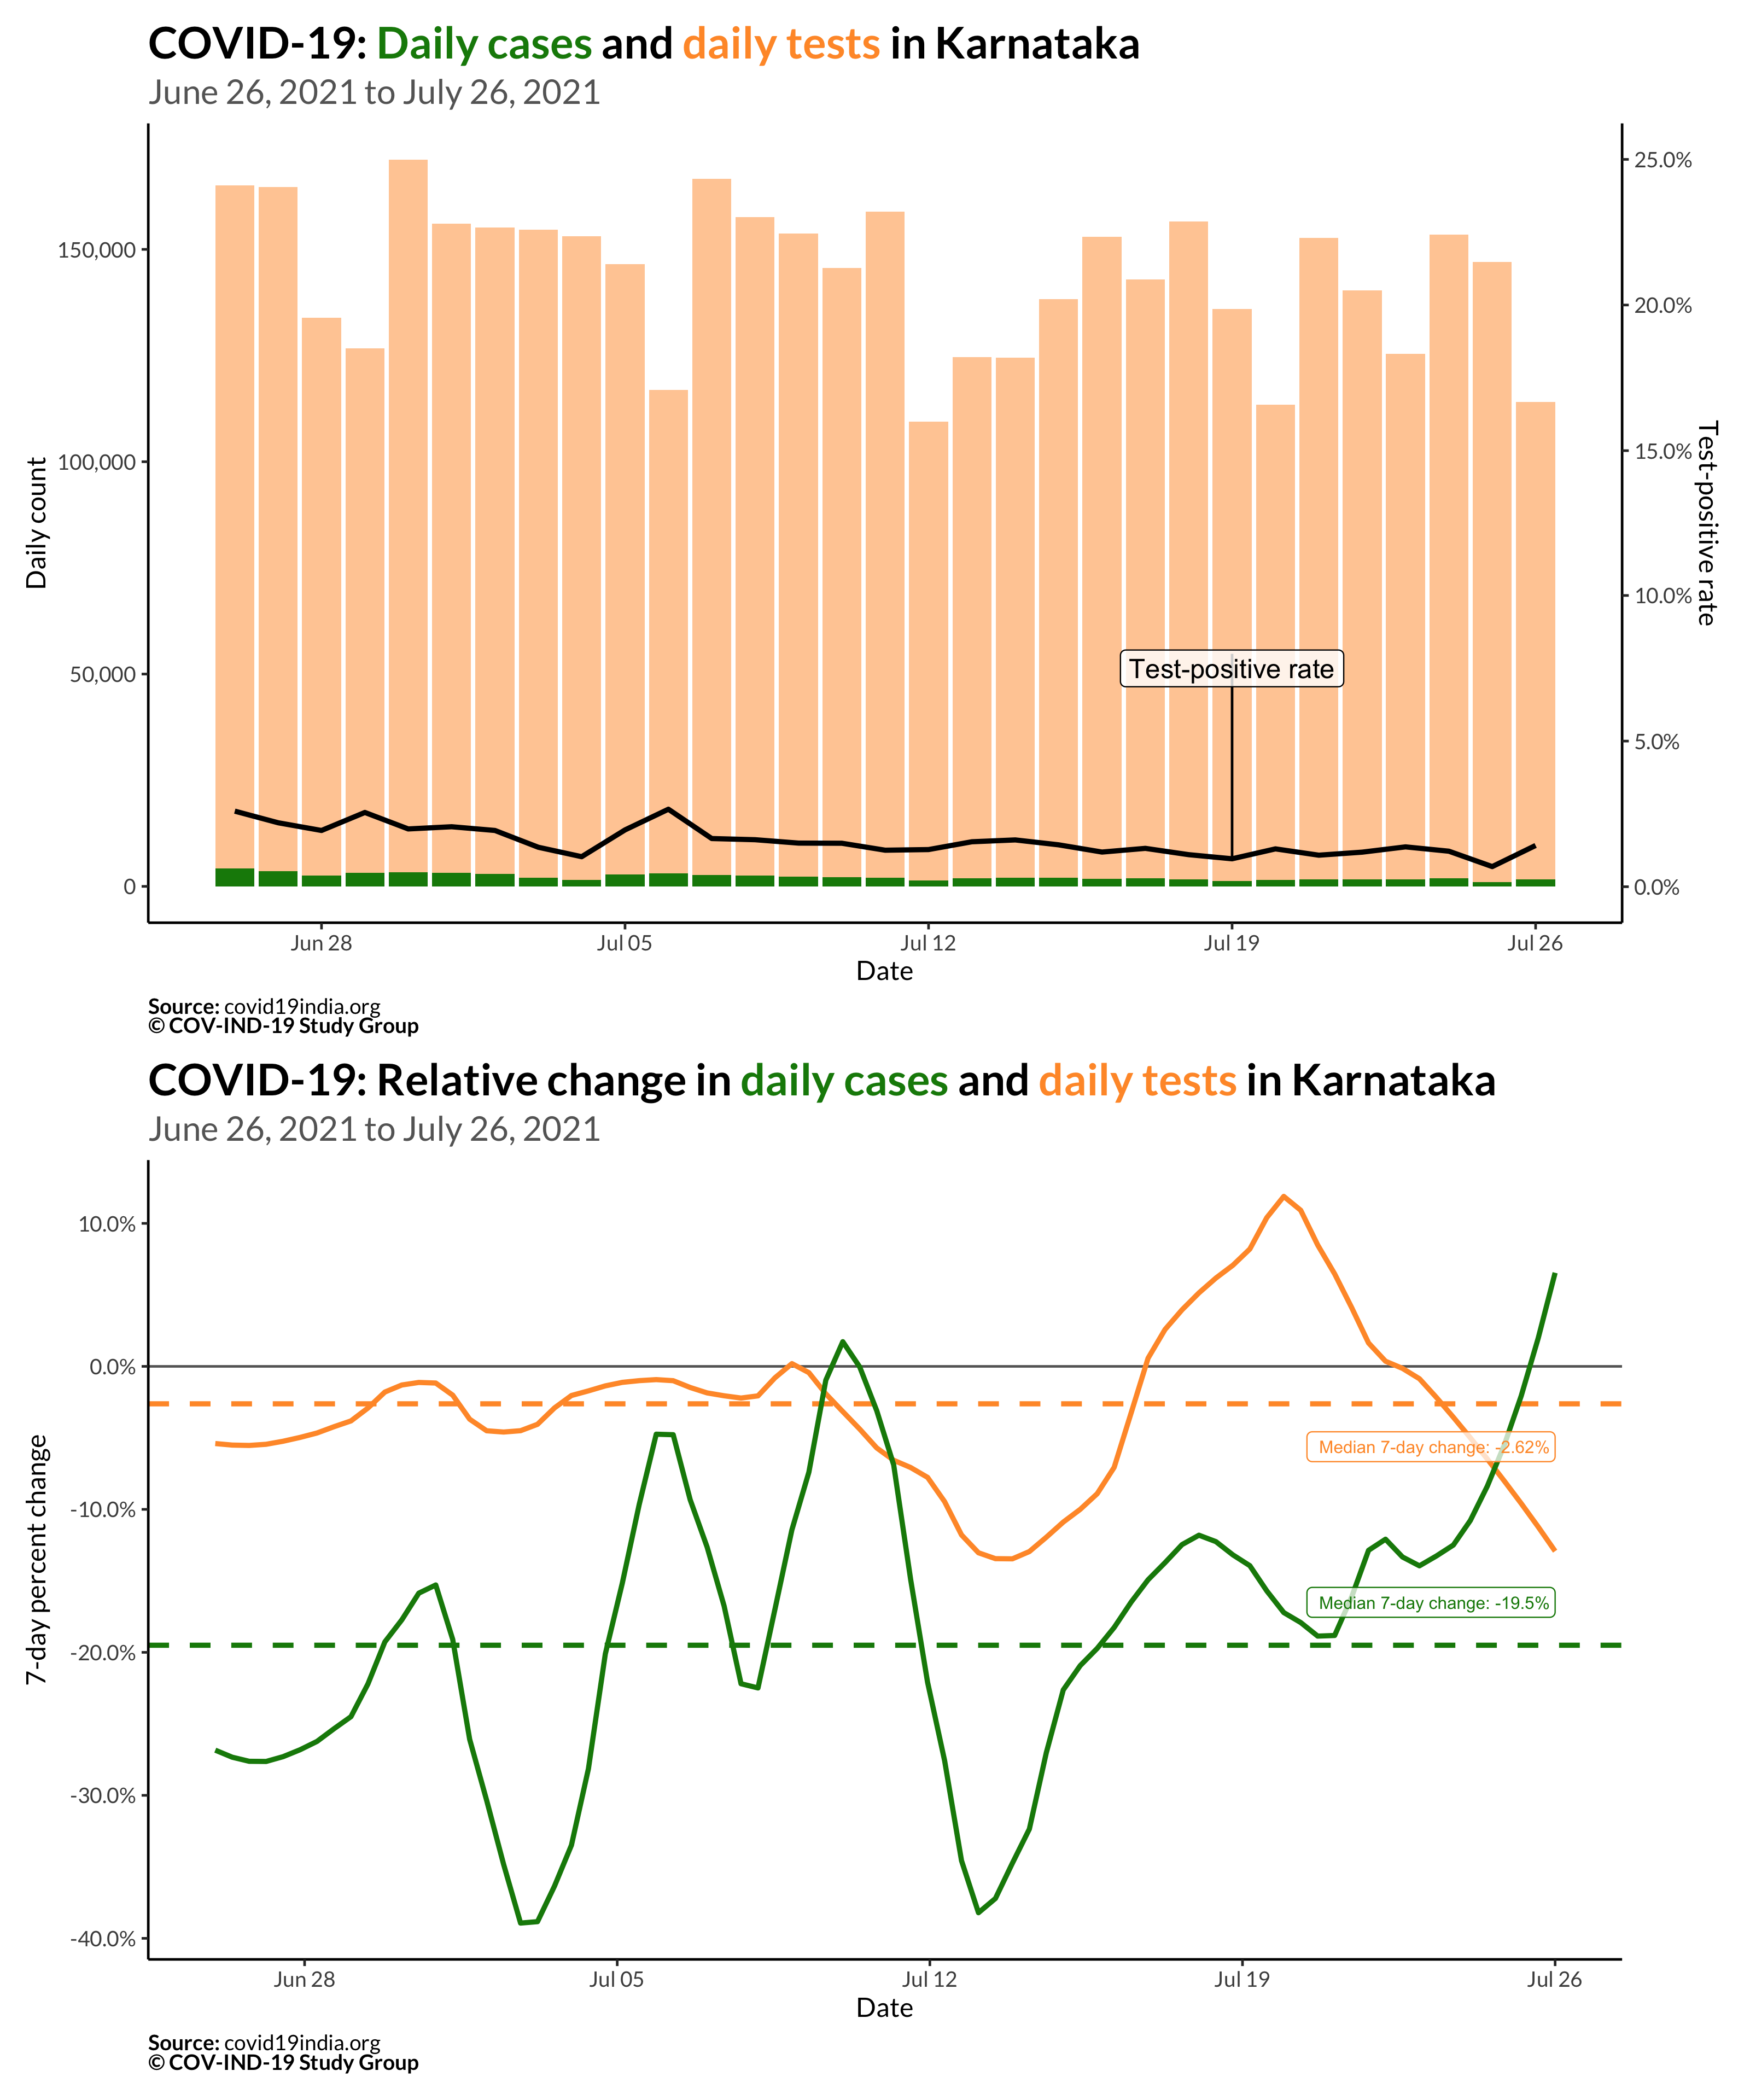 COVID-19: Daily cases and daily tests in Karnataka
June 26, 2021 to July 26, 2021
150,000
100,000
50,000
0
Daily count
25.0%
20.0%
15.0%
10.0%
5.0%
0.0%
Test-positive rate
Test-positive rate
Jun 28
Jul 05
Jul 12
Jul 19
Jul 26
Date
Source: covid19india.org
© COV-IND-19 Study Group
COVID-19: Relative change in daily cases and daily tests in Karnataka
June 26, 2021 to July 26, 2021
10.0%
0.0%
-10.0%
-20.0%
-30.0%
-40.0%
7-day percent change
Median 7-day change: -2.62%
Median 7-day change: -19.5%
Jun 28
Jul 05
Jul 12
Jul 19
Jul 26
Date
Source: covid19india.org
© COV-IND-19 Study Group